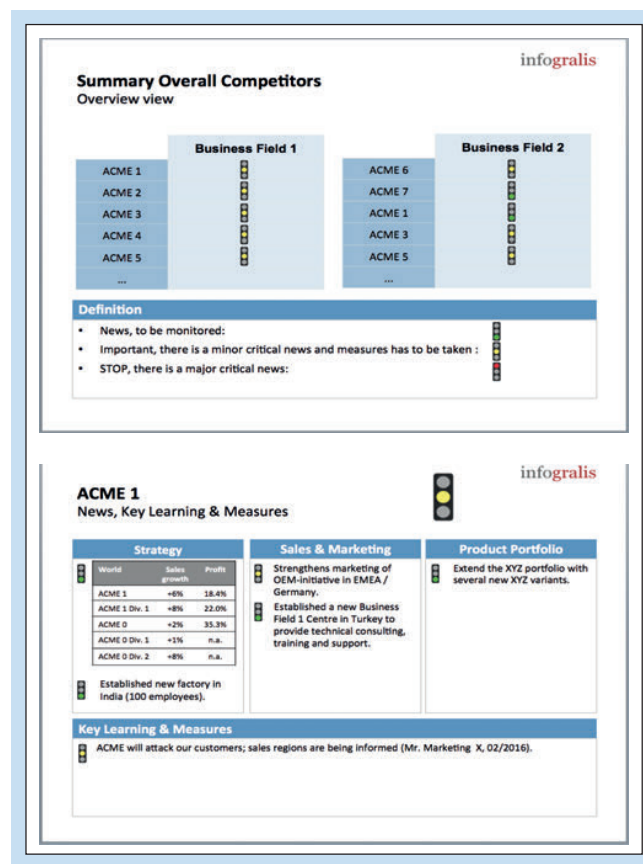 infogralis
Summary Overall Competitors
Overview view
Business Field 1
ACME 1
ACME 2
ACME 3
ACME 4
ACME 5
...
Business Field 2
ACME 6
ACME 7
ACME 1
ACME 3
ACME 5
...
Definition
• News, to be monitored:
• Important, there is a minor critical news and measures has to be taken :
• STOP, there is a major critical news:
infogralis
ACME 1
News, Key Learning & Measures
Strategy
World Sales growth Profit
ACME 1 +6% 18.4%
ACME 1 Div. 1 +8% 22.0%
ACME 0 +2% 35.3%
ACME 0 Div. 1 +1% n.a.
ACME 0 Div. 2 +8% n.a.
Established new factory in
India (100 employees).
Sales & Marketing
Strengthens marketing of
OEM-initiative in EMEA /
Germany.
Established a new Business
Field 1 Centre in Turkey to
provide technical consulting,
training and support.
Product Portfolio
Extend the XYZ portfolio with
several new XYZ variants.
Key Learning & Measures
ACME will attack our customers; sales regions are being informed (Mr. Marketing X, 02/2016).